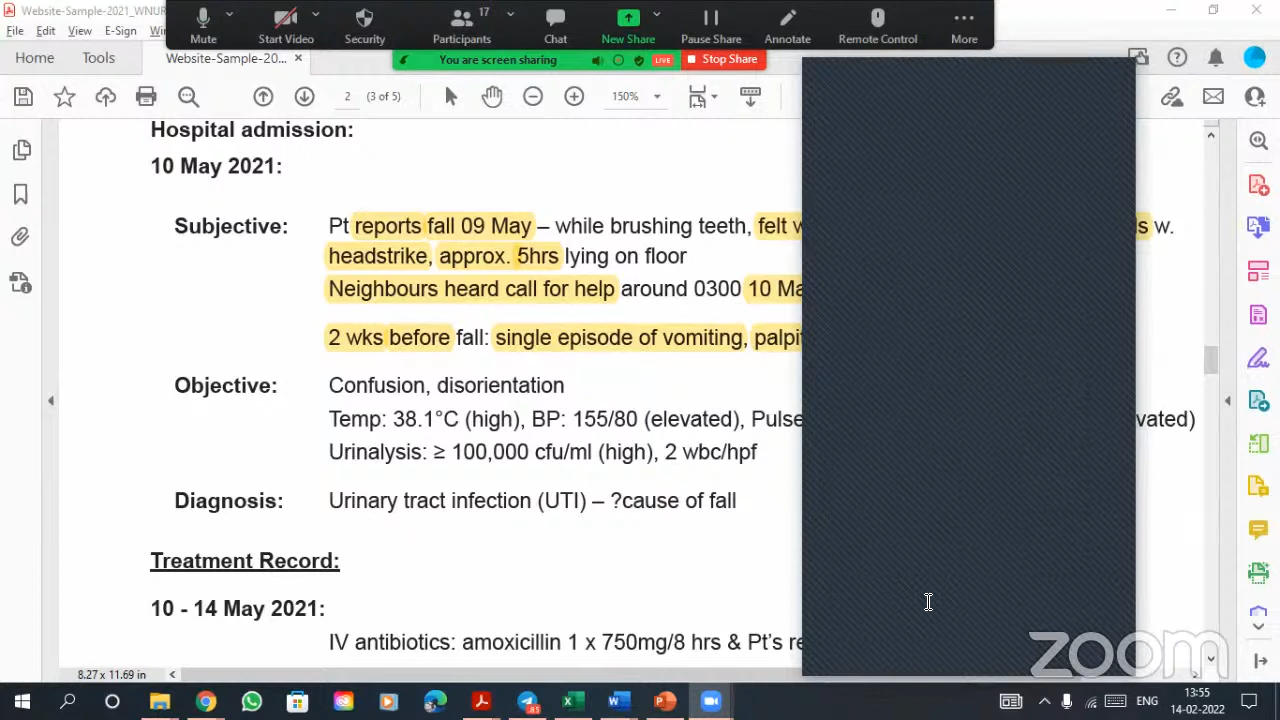 Website-Sample-2021_WNUR
File Edit View E-Sign Win
Mute Start Video Security Participants 17 Chat New Share Pause Share Annotate Remote Control More
You are screen sharing LIVE Stop Share
Home Tools Website-Sample-20... ×
2 (3 of 5) 150%
Hospital admission:
10 May 2021:
Subjective: Pt reports fall 09 May – while brushing teeth, felt w
w.
headstrike, approx. 5hrs lying on floor
Neighbours heard call for help around 0300 10 Ma
2 wks before fall: single episode of vomiting, palpit
Objective: Confusion, disorientation
Temp: 38.1°C (high), BP: 155/80 (elevated), Pulse vated)
Urinalysis: ≥ 100,000 cfu/ml (high), 2 wbc/hpf
Diagnosis: Urinary tract infection (UTI) – ?cause of fall
Treatment Record:
10 - 14 May 2021:
IV antibiotics: amoxicillin 1 x 750mg/8 hrs & Pt's re
zoom
8.27 x 11.69 in
.85 ENG 13:55
14-02-2022